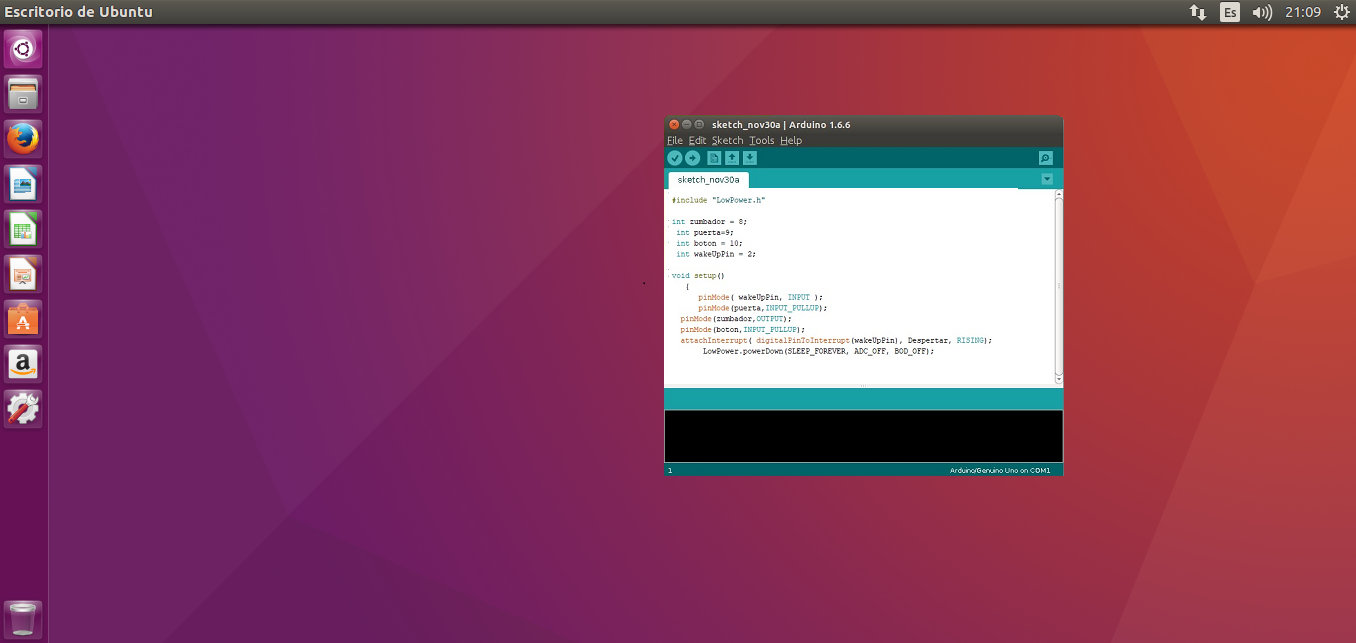 Escritorio de Ubuntu
Es
21:09
sketch_nov30a | Arduino 1.6.6
File Edit Sketch Tools Help
sketch_nov30a
#include "LowPower.h"
int zumbador = 8;
int puerta=9;
int boton = 10;
int wakeUpPin = 2;
void setup()
{
pinMode( wakeUpPin, INPUT );
pinMode(puerta,INPUT_PULLUP);
pinMode(zumbador,OUTPUT);
pinMode(boton,INPUT_PULLUP);
attachInterrupt( digitalPinToInterrupt(wakeUpPin), Despertar, RISING);
LowPower.powerDown(SLEEP_FOREVER, ADC_OFF, BOD_OFF);
1
Arduino/Genuino Uno on COM1
a